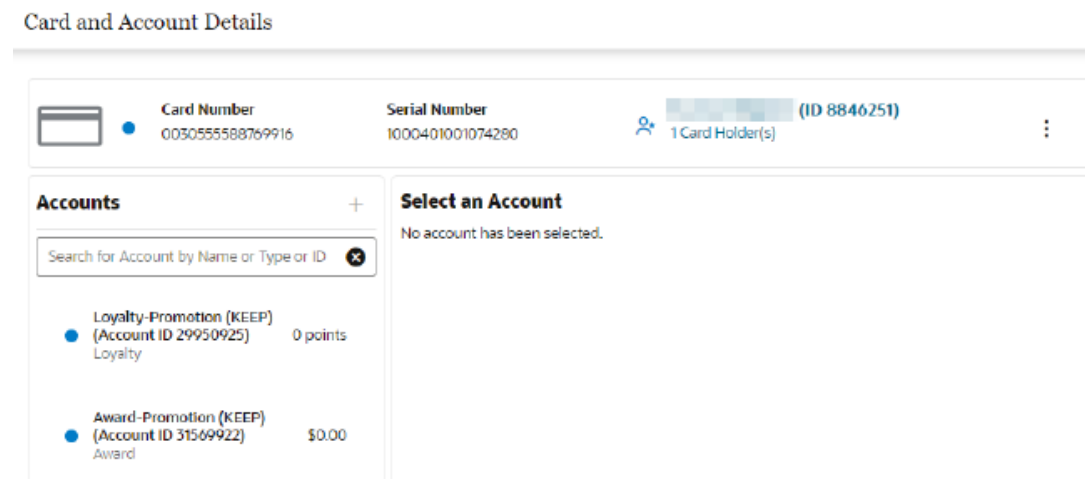 Card and Account Details
Card Number
0030555588769916
Serial Number
1000401001074280
(ID 8846251)
1 Card Holder(s)
Accounts
Search for Account by Name or Type or ID
Loyalty-Promotion (KEEP)
(Account ID 29950925)
0 points
Loyalty
Award-Promotion (KEEP)
(Account ID 31569922)
$0.00
Award
Select an Account
No account has been selected.